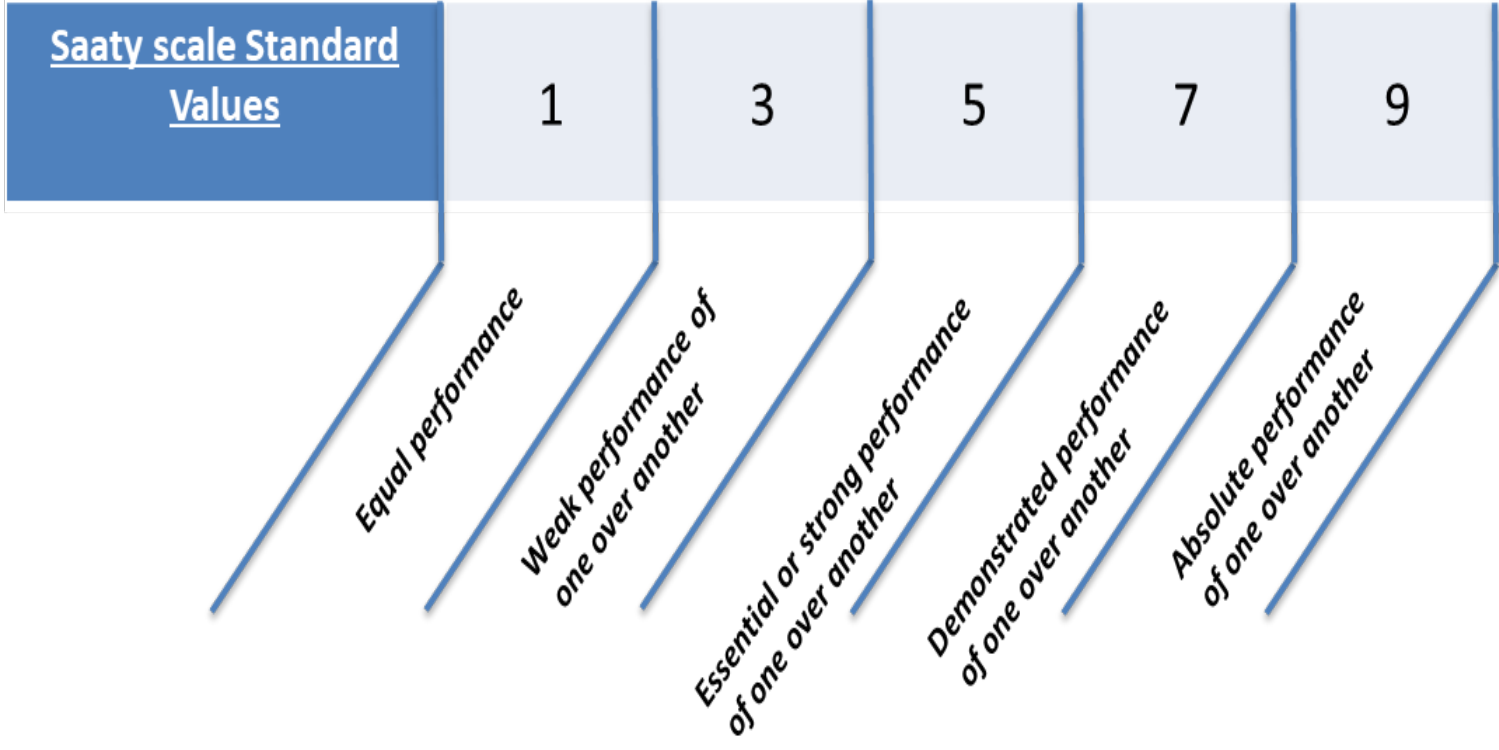 Saaty scale Standard
Values
1
3
5
7
9
Equal performance
Weak performance of
one over another
Essential or strong performance
of one over another
Demonstrated performance
of one over another
Absolute performance
of one over another